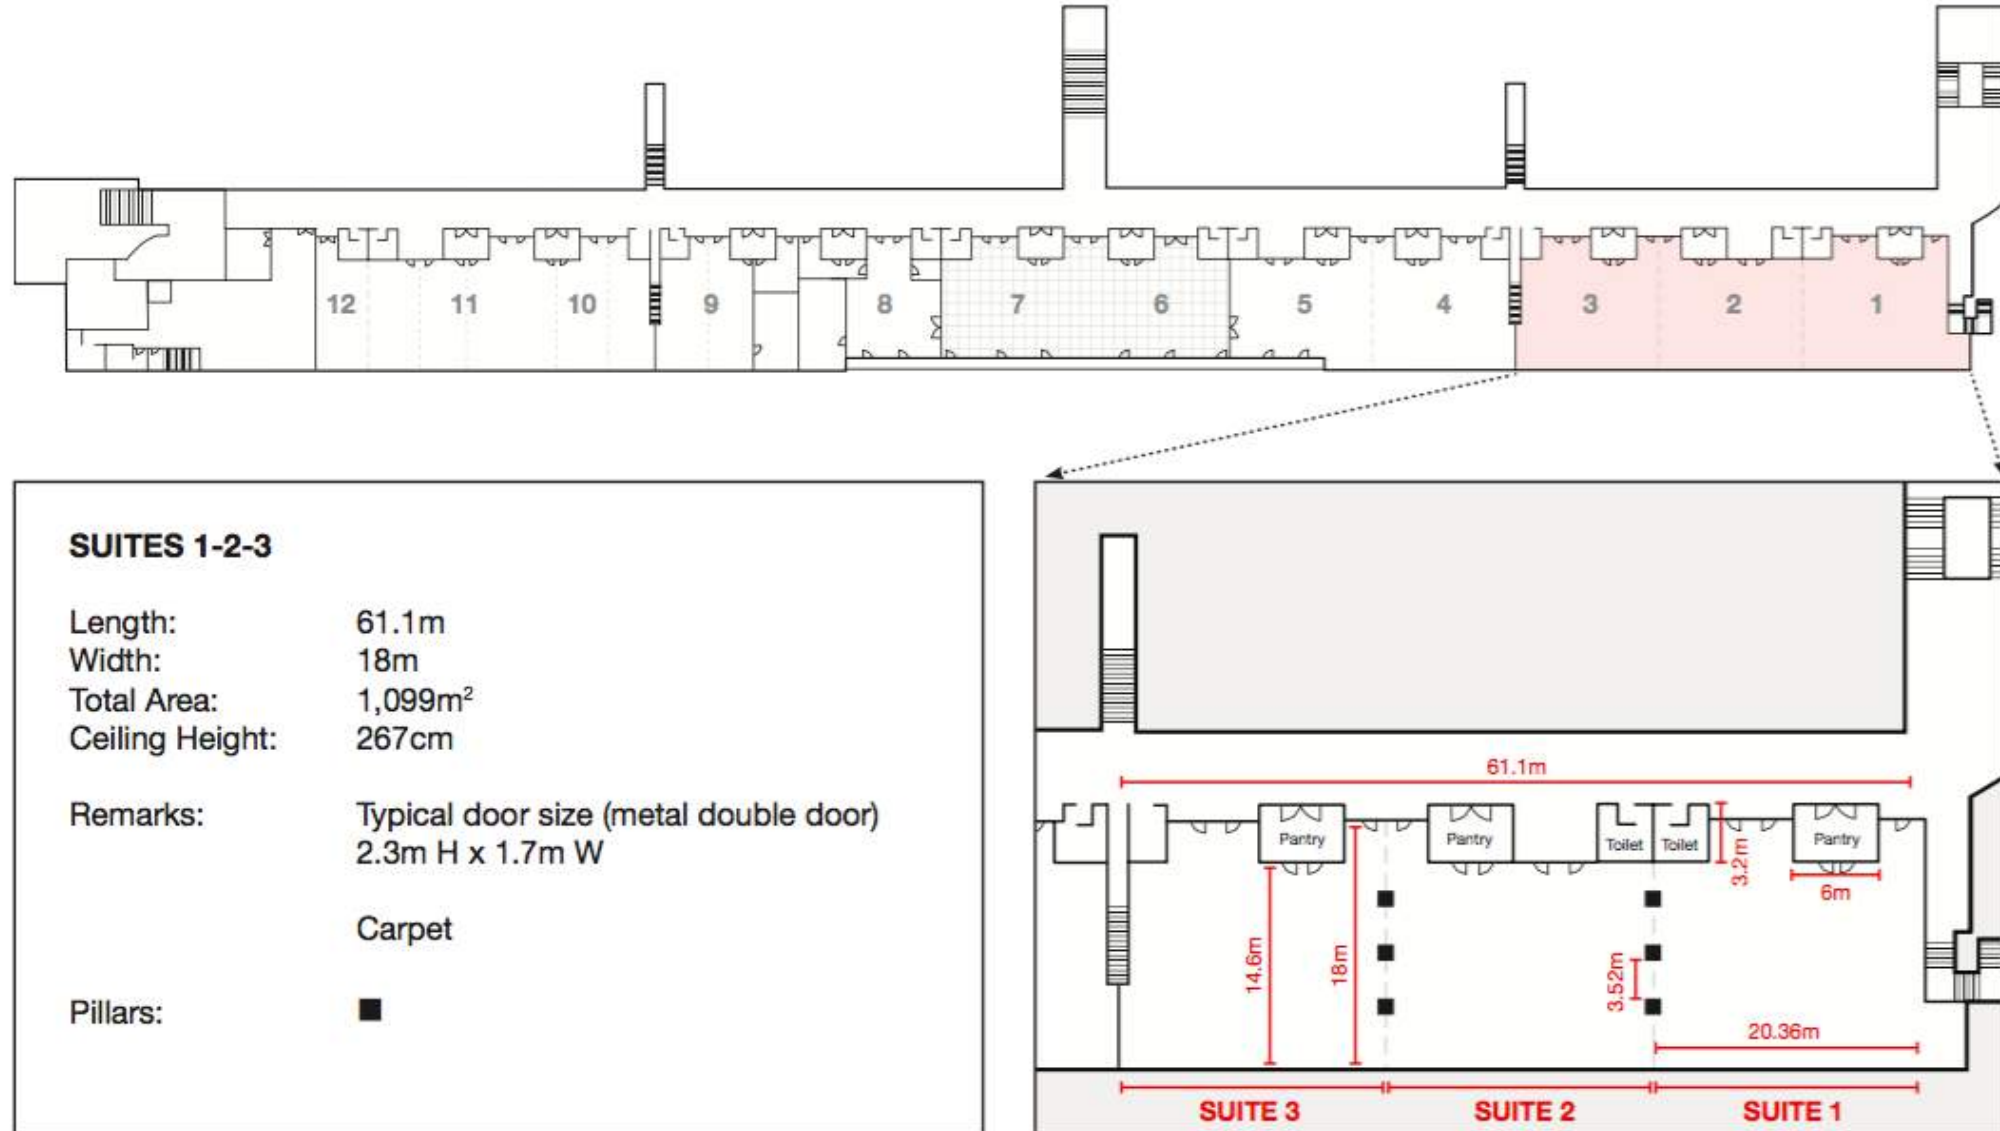 12 11 10 9 8 7 6 5 4 3 2 1
SUITES 1-2-3
Length: 61.1m
Width: 18m
Total Area: 1,099m²
Ceiling Height: 267cm
Remarks: Typical door size (metal double door)
2.3m H x 1.7m W
Carpet
Pillars:
61.1m
Pantry Pantry Toilet Toilet Pantry
3.2m
6m
14.6m
18m
3.52m
20.36m
SUITE 3 SUITE 2 SUITE 1